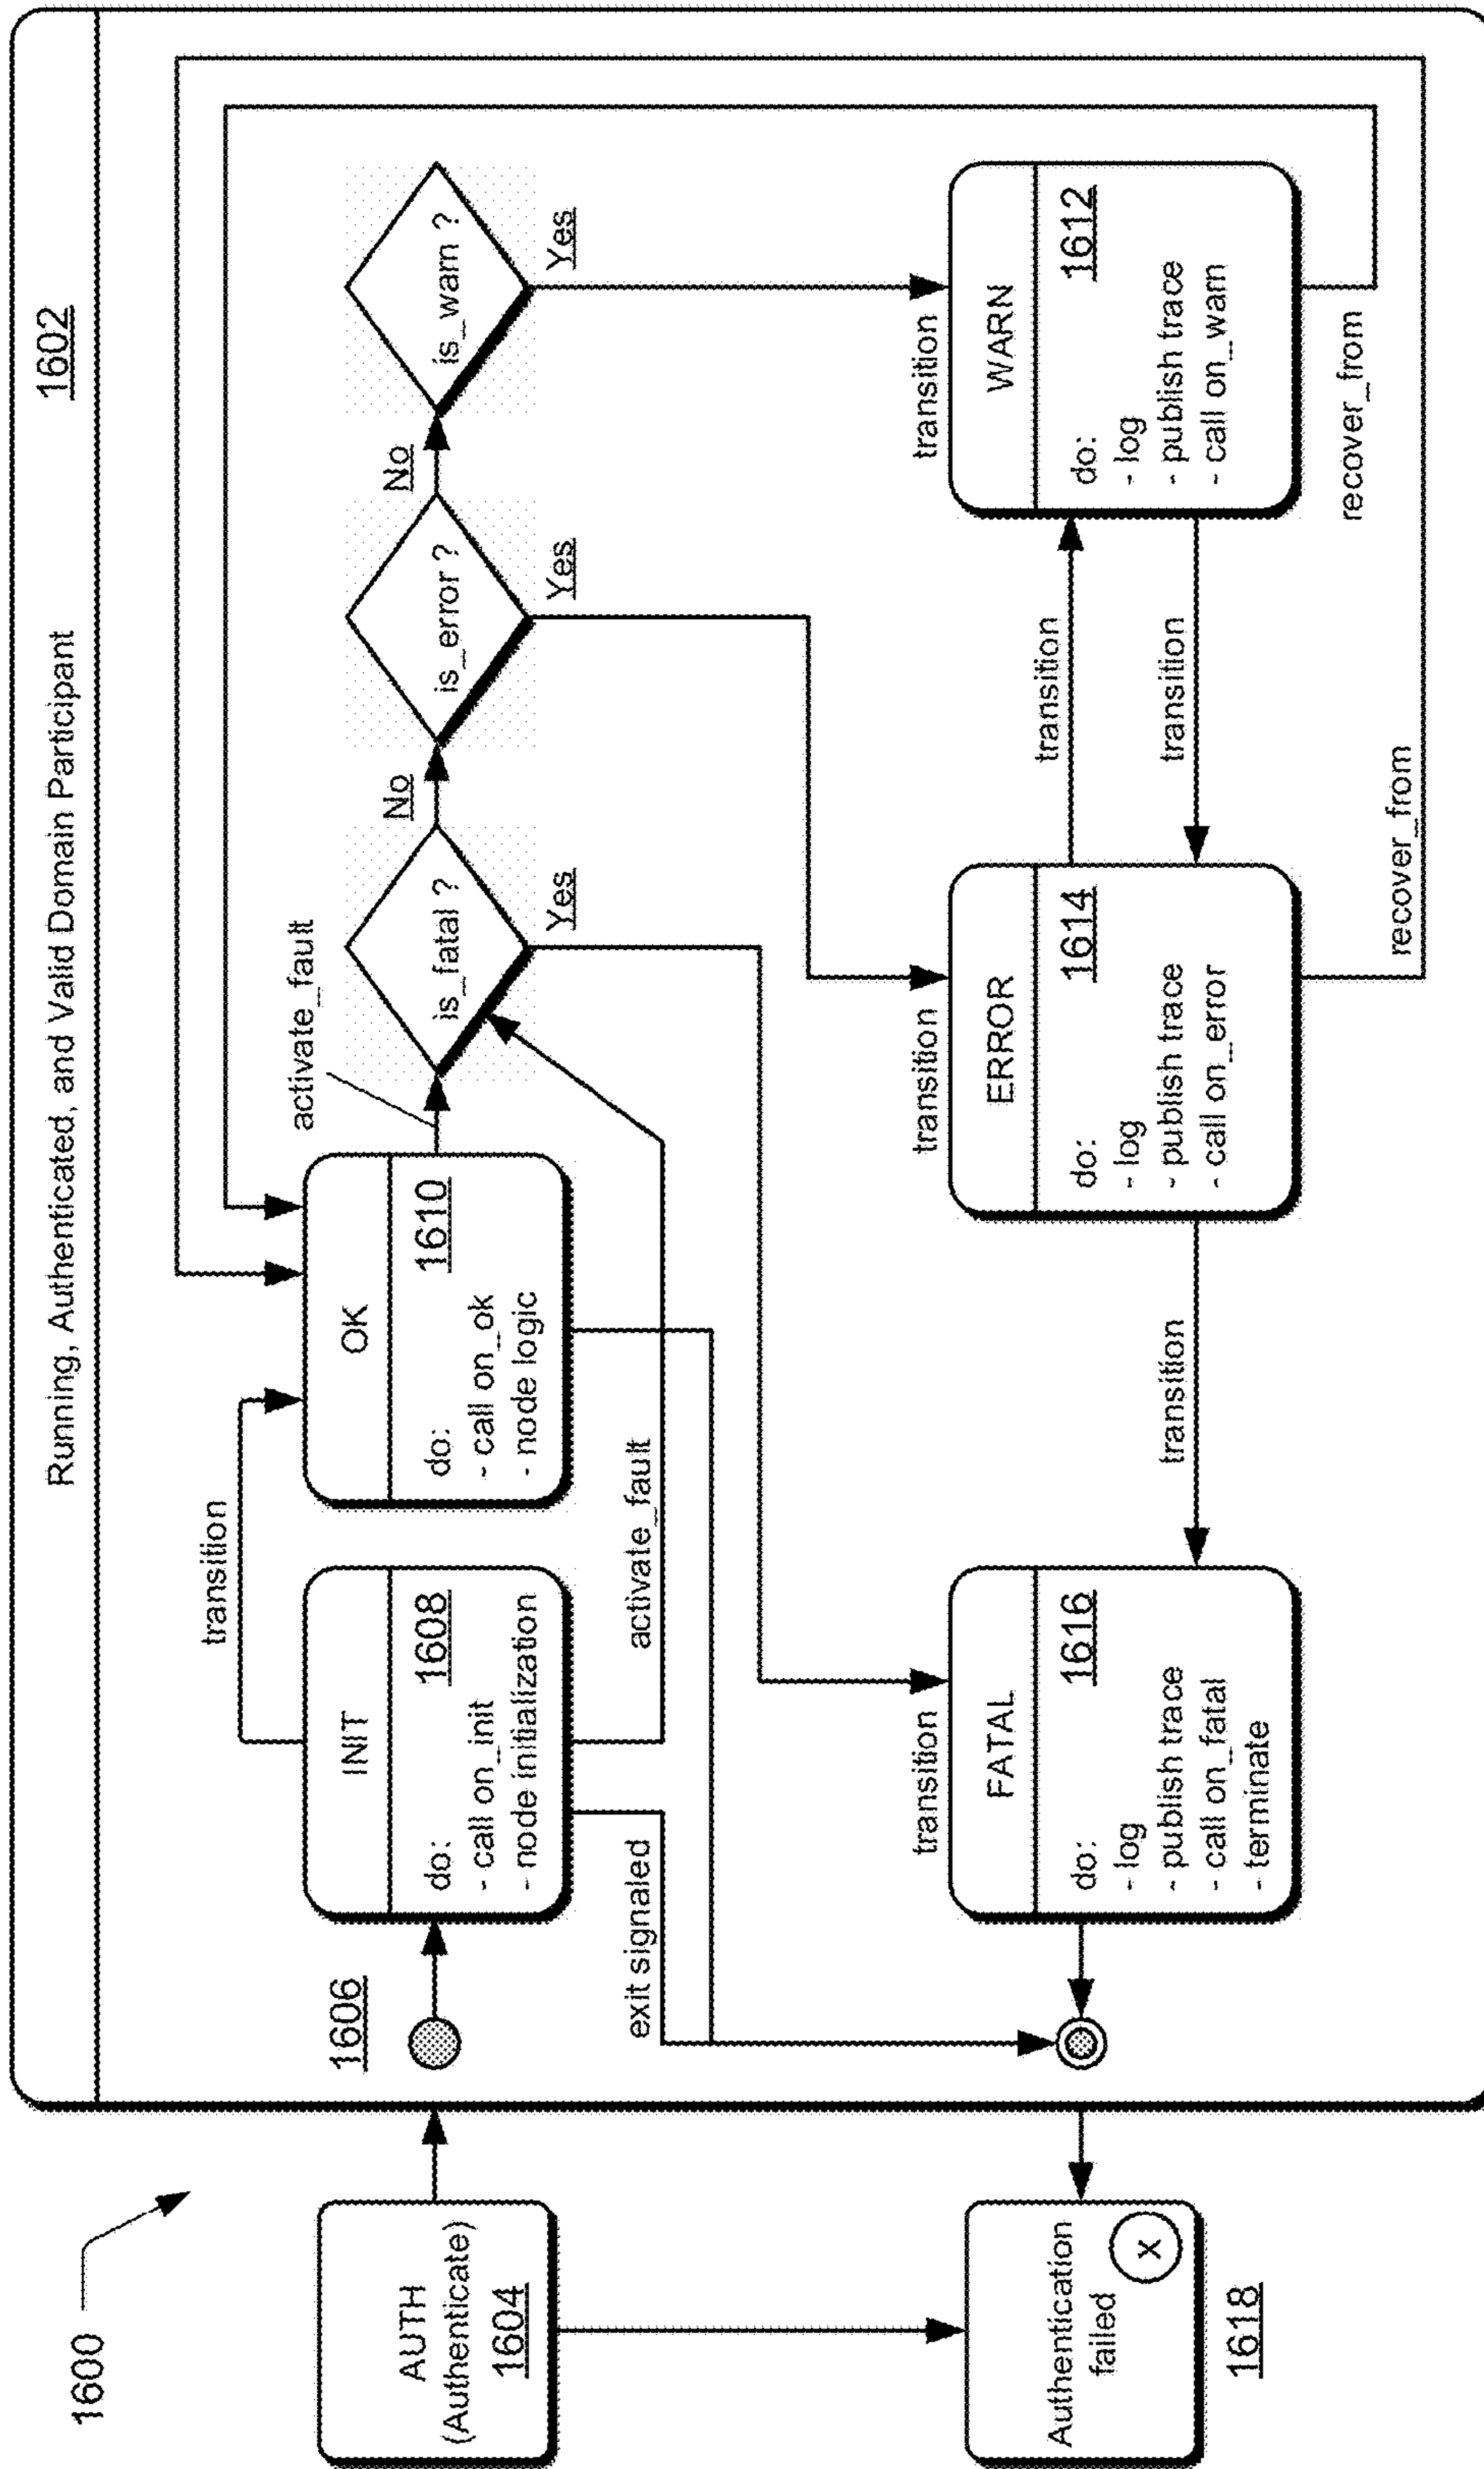 1600
Running, Authenticated, and Valid Domain Participant
1602
AUTH
(Authenticate)
1604
1606
transition
INIT
1608
do:
- call on_init
- node initialization
OK
1610
do:
- call on_ok
- node logic
activate_fault
is_fatal ?
No
is_error ?
No
is_warn ?
Yes
Yes
Yes
exit signaled
activate_fault
Authentication
failed
X
1618
transition
FATAL
1616
do:
- log
- publish trace
- call on_fatal
- terminate
transition
transition
ERROR
1614
do:
- log
- publish trace
- call on_error
transition
transition
transition
WARN
1612
do:
- log
- publish trace
- call on_warn
recover_from
recover_from